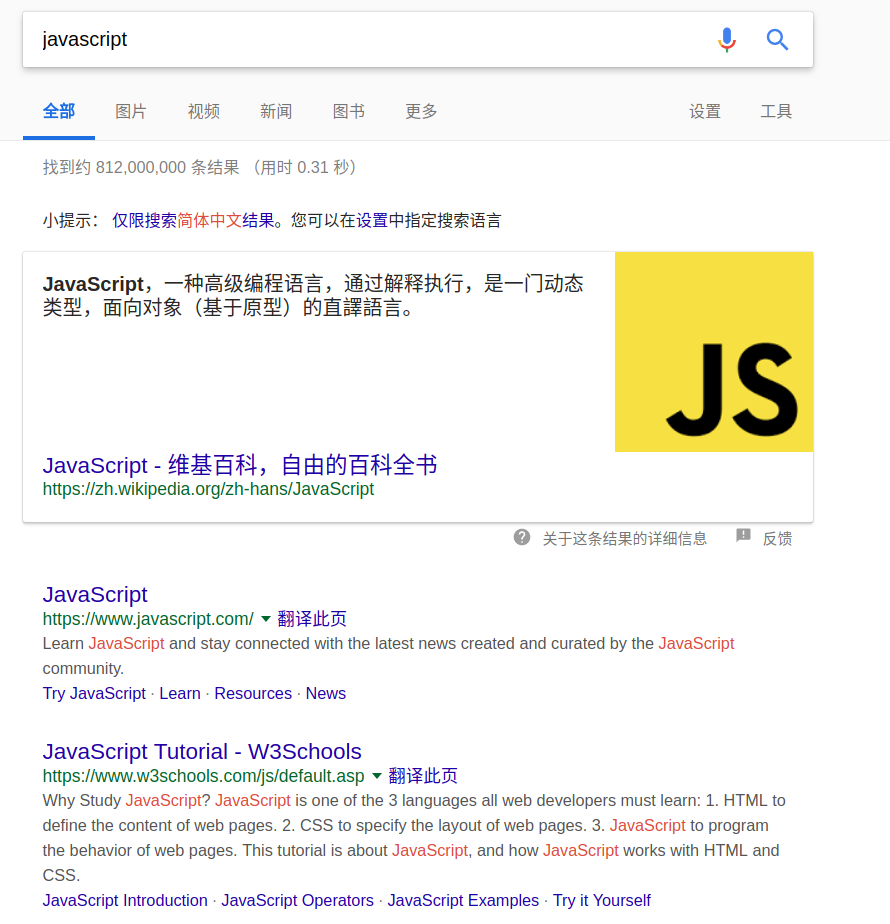 javascript
全部 图片 视频 新闻 图书 更多 设置 工具
找到约 812,000,000 条结果 （用时 0.31 秒）
小提示： 仅限搜索简体中文结果。您可以在设置中指定搜索语言
JavaScript，一种高级编程语言，通过解释执行，是一门动态
类型，面向对象（基于原型）的直譯語言。
JS
JavaScript - 维基百科，自由的百科全书
https://zh.wikipedia.org/zh-hans/JavaScript
关于这条结果的详细信息 反馈
JavaScript
https://www.javascript.com/ 翻译此页
Learn JavaScript and stay connected with the latest news created and curated by the JavaScript
community.
Try JavaScript · Learn · Resources · News
JavaScript Tutorial - W3Schools
https://www.w3schools.com/js/default.asp 翻译此页
Why Study JavaScript? JavaScript is one of the 3 languages all web developers must learn: 1. HTML to
define the content of web pages. 2. CSS to specify the layout of web pages. 3. JavaScript to program
the behavior of web pages. This tutorial is about JavaScript, and how JavaScript works with HTML and
CSS.
JavaScript Introduction · JavaScript Operators · JavaScript Examples · Try it Yourself